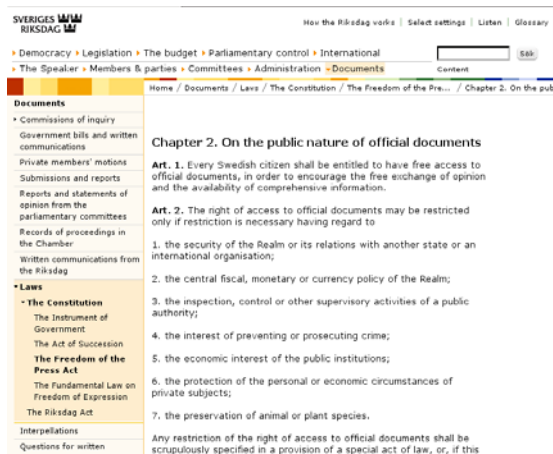 SVERIGES
RIKSDAG
How the Riksdag works | Select settings | Listen | Glossary
Democracy Legislation The budget Parliamentary control International
Sök
The Speaker Members & parties Committees Administration Documents
Content
Home / Documents / Laws / The Constitution / The Freedom of the Pre... / Chapter 2. On the pub
Documents
Commissions of inquiry
Government bills and written
communications
Private members' motions
Submissions and reports
Reports and statements of
opinion from the
parliamentary committees
Records of proceedings in
the Chamber
Written communications from
the Riksdag
Laws
The Constitution
The Instrument of
Government
The Act of Succession
The Freedom of the
Press Act
The Fundamental Law on
Freedom of Expression
The Riksdag Act
Interpellations
Questions for written
Chapter 2. On the public nature of official documents
Art. 1. Every Swedish citizen shall be entitled to have free access to
official documents, in order to encourage the free exchange of opinion
and the availability of comprehensive information.
Art. 2. The right of access to official documents may be restricted
only if restriction is necessary having regard to
1. the security of the Realm or its relations with another state or an
international organisation;
2. the central fiscal, monetary or currency policy of the Realm;
3. the inspection, control or other supervisory activities of a public
authority;
4. the interest of preventing or prosecuting crime;
5. the economic interest of the public institutions;
6. the protection of the personal or economic circumstances of
private subjects;
7. the preservation of animal or plant species.
Any restriction of the right of access to official documents shall be
scrupulously specified in a provision of a special act of law, or, if this